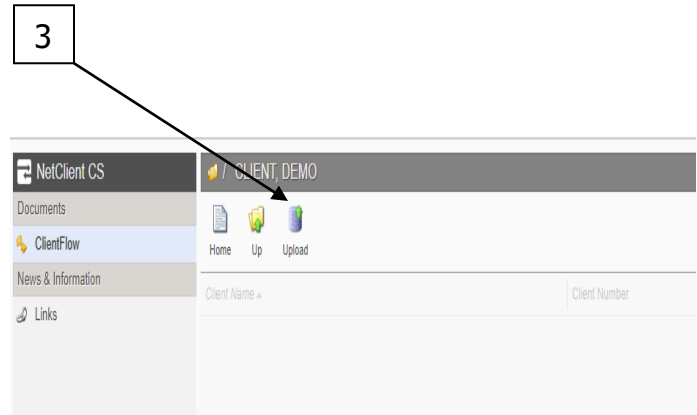 3
NetClient CS
/ CLIENT, DEMO
Documents
ClientFlow
Home Up Upload
News & Information
Client Name Client Number
Links